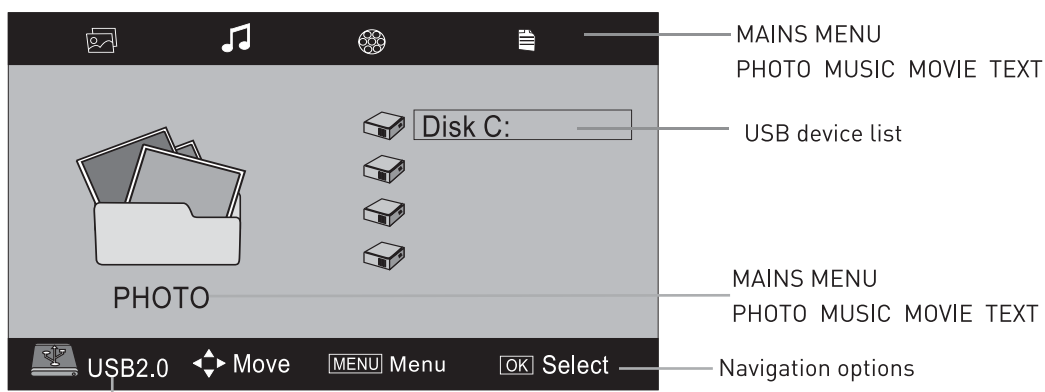 MAINS MENU
PHOTO MUSIC MOVIE TEXT
Disk C:
USB device list
PHOTO
MAINS MENU
PHOTO MUSIC MOVIE TEXT
USB2.0 Move MENU Menu OK Select
Navigation options